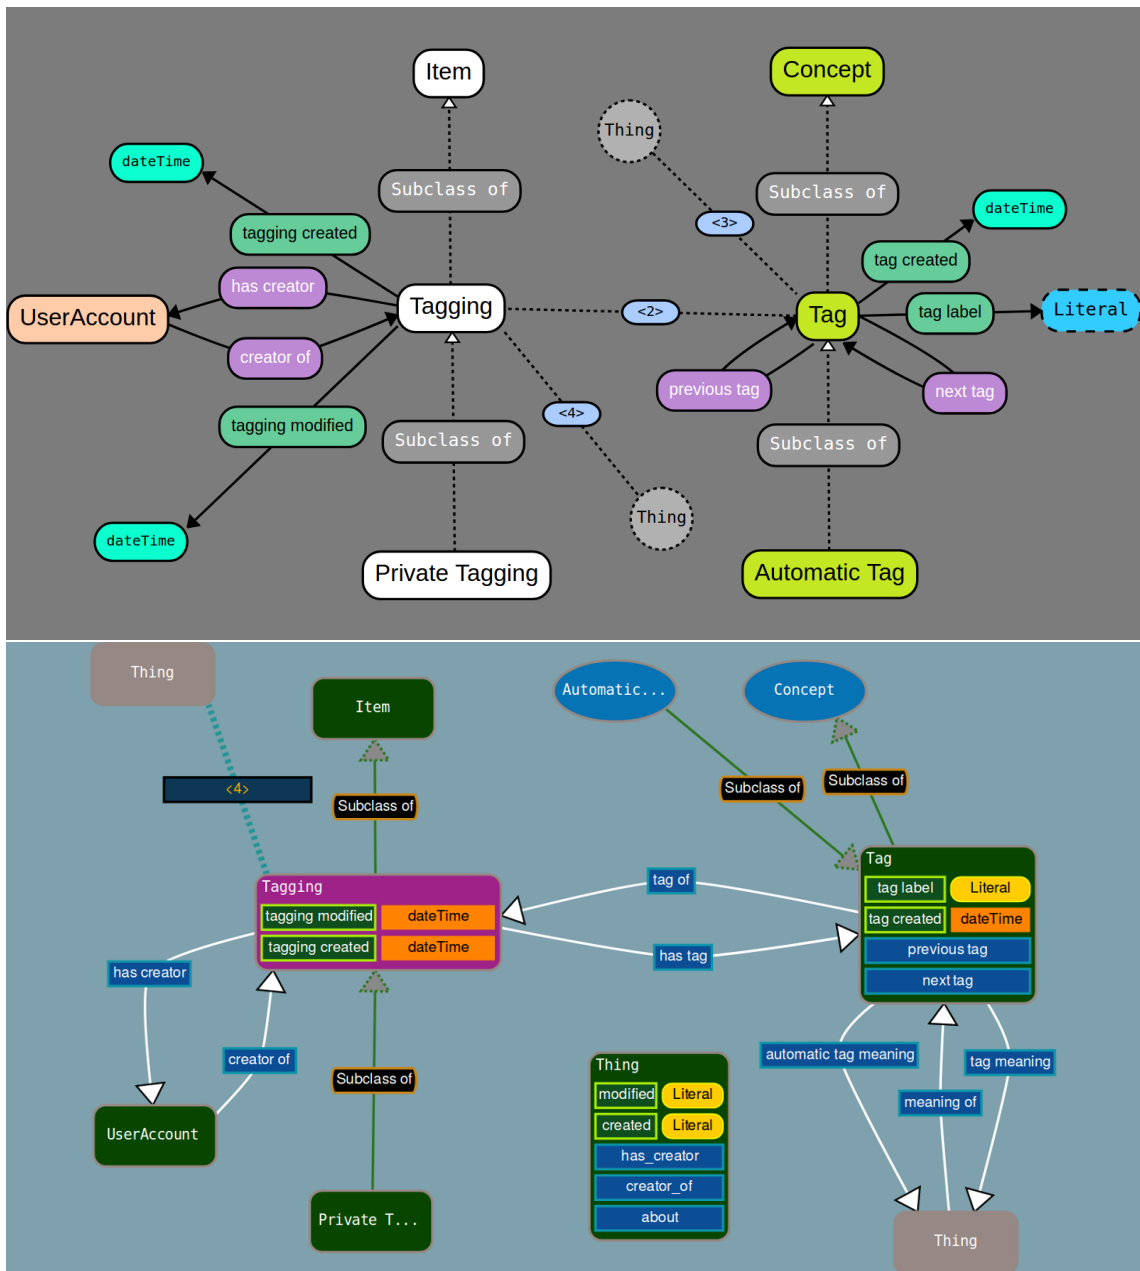 Item
Concept
Thing
dateTime
Subclass of
Subclass of
dateTime
tagging created
<3>
tag created
has creator
Tagging
UserAccount
<2>
Tag
tag label
Literal
creator of
previous tag
next tag
tagging modified
<4>
Subclass of
Subclass of
Thing
dateTime
Private Tagging
Automatic Tag
Thing
Item
Automatic...
Concept
<4>
Subclass of
Subclass of
Subclass of
Tagging
tagging modified dateTime
tagging created dateTime
tag of
has tag
Tag
tag label Literal
tag created dateTime
previous tag
next tag
has creator
creator of
Subclass of
UserAccount
Private T...
Thing
modified Literal
created Literal
has_creator
creator_of
about
automatic tag meaning
tag meaning
meaning of
Thing